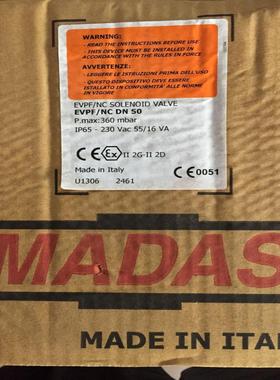 WARNINGS:
- READ THE INSTRUCTIONS BEFORE USE
- THIS DEVICE MUST BE INSTALLED IN
ACCORDANCE WITH THE RULES IN FORCE
AVVERTENZE:
- LEGGERE LE ISTRUZIONI PRIMA DELL'USO
- QUESTO DISPOSITIVO DEVE ESSERE
ISTALLATO IN CONFORMITA' ALLE NORME
IN VIGORE
EVPF/NC SOLENOID VALVE
EVPF/NC DN 50
P.max:360 mbar
IP65 - 230 Vac 55/16 VA
CE Ex II 2G-II 2D
Made in Italy
CE0051
U1306 2461
MADAS
MADE IN ITA